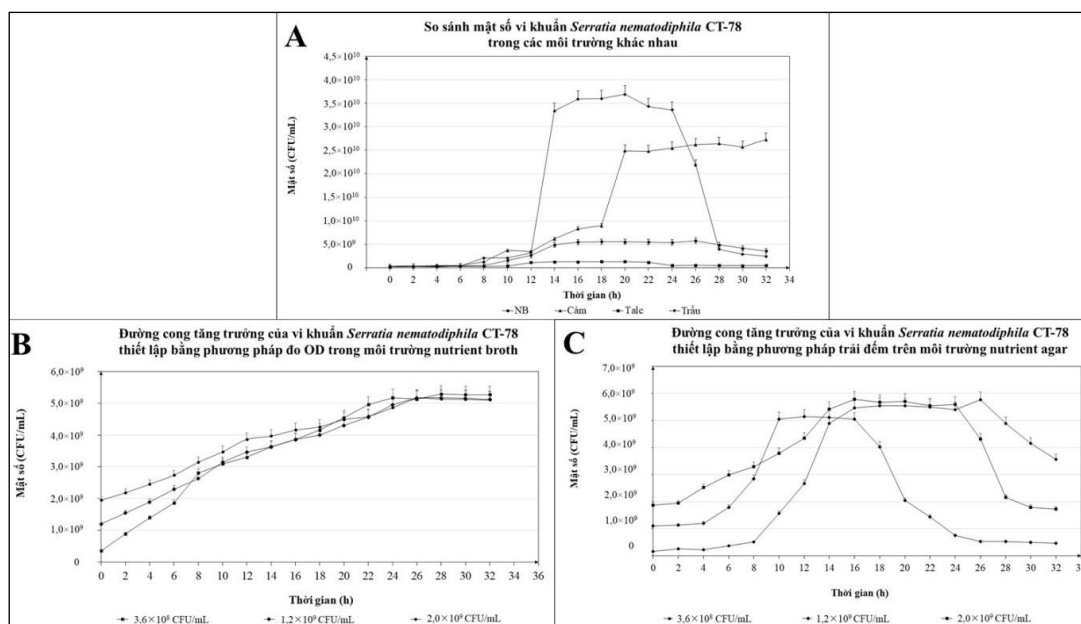 A
So sánh mật số vi khuẩn Serratia nematodiphila CT-78
trong các môi trường khác nhau
Mật số (CFU/mL)
4,5×10¹⁰
4,0×10¹⁰
3,5×10¹⁰
3,0×10¹⁰
2,5×10¹⁰
2,0×10¹⁰
1,5×10¹⁰
1,0×10¹⁰
5,0×10⁹
0
0 2 4 6 8 10 12 14 16 18 20 22 24 26 28 30 32 34
Thời gian (h)
NB Cám Talc Trấu
B
Đường cong tăng trưởng của vi khuẩn Serratia nematodiphila CT-78
thiết lập bằng phương pháp đo OD trong môi trường nutrient broth
Mật số (CFU/mL)
6,0×10⁹
5,0×10⁹
4,0×10⁹
3,0×10⁹
2,0×10⁹
1,0×10⁹
0
0 2 4 6 8 10 12 14 16 18 20 22 24 26 28 30 32 34 36
Thời gian (h)
3,6×10⁸ CFU/mL 1,2×10⁹ CFU/mL 2,0×10⁹ CFU/mL
C
Đường cong tăng trưởng của vi khuẩn Serratia nematodiphila CT-78
thiết lập bằng phương pháp trải đếm trên môi trường nutrient agar
Mật số (CFU/mL)
7,0×10⁹
6,0×10⁹
5,0×10⁹
4,0×10⁹
3,0×10⁹
2,0×10⁹
1,0×10⁹
0
0 2 4 6 8 10 12 14 16 18 20 22 24 26 28 30 32
Thời gian (h)
3,6×10⁸ CFU/mL 1,2×10⁹ CFU/mL 2,0×10⁹ CFU/mL